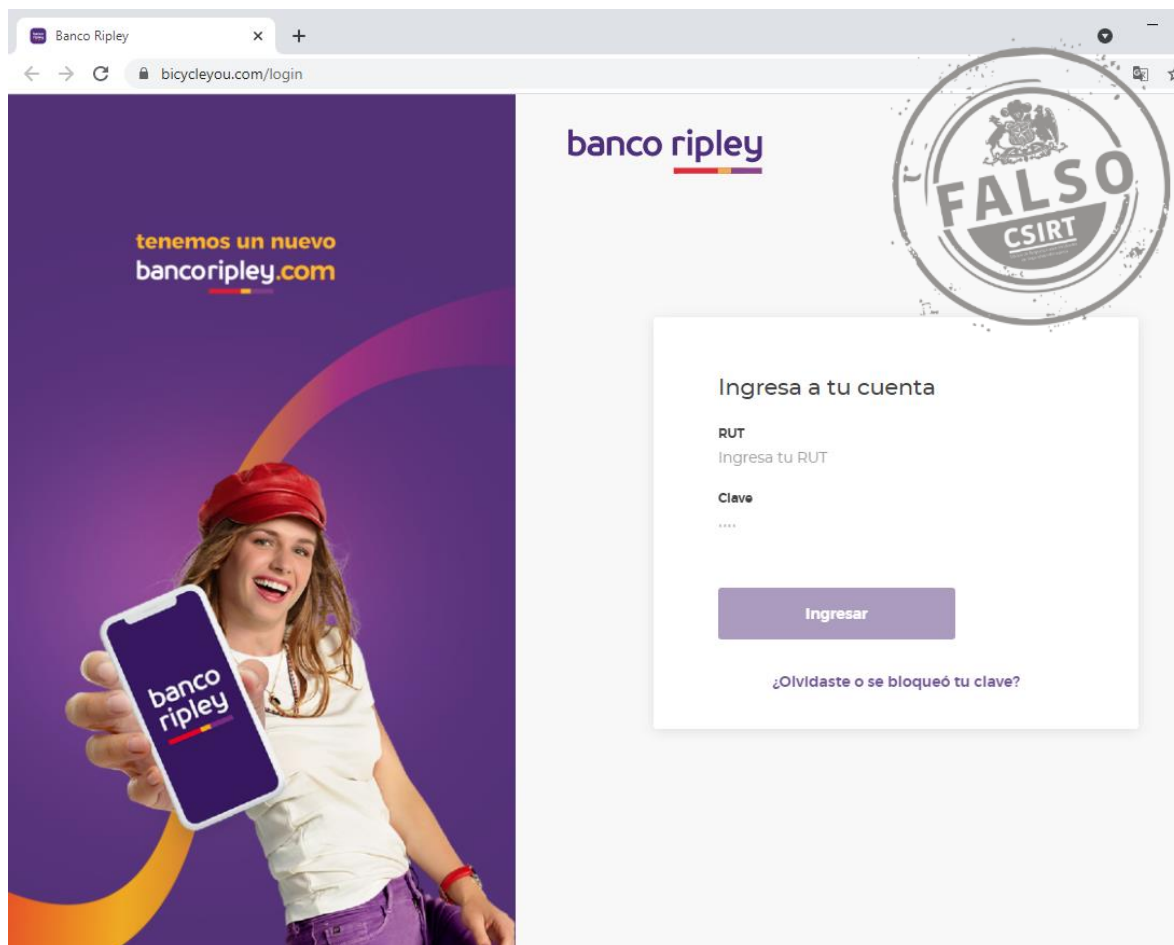 Banco Ripley
bicycleyou.com/login
banco ripley
FALSO
CSIRT
tenemos un nuevo
bancoripley.com
Ingresa a tu cuenta
RUT
Ingresa tu RUT
Clave
....
Ingresar
¿Olvidaste o se bloqueó tu clave?
banco
ripley